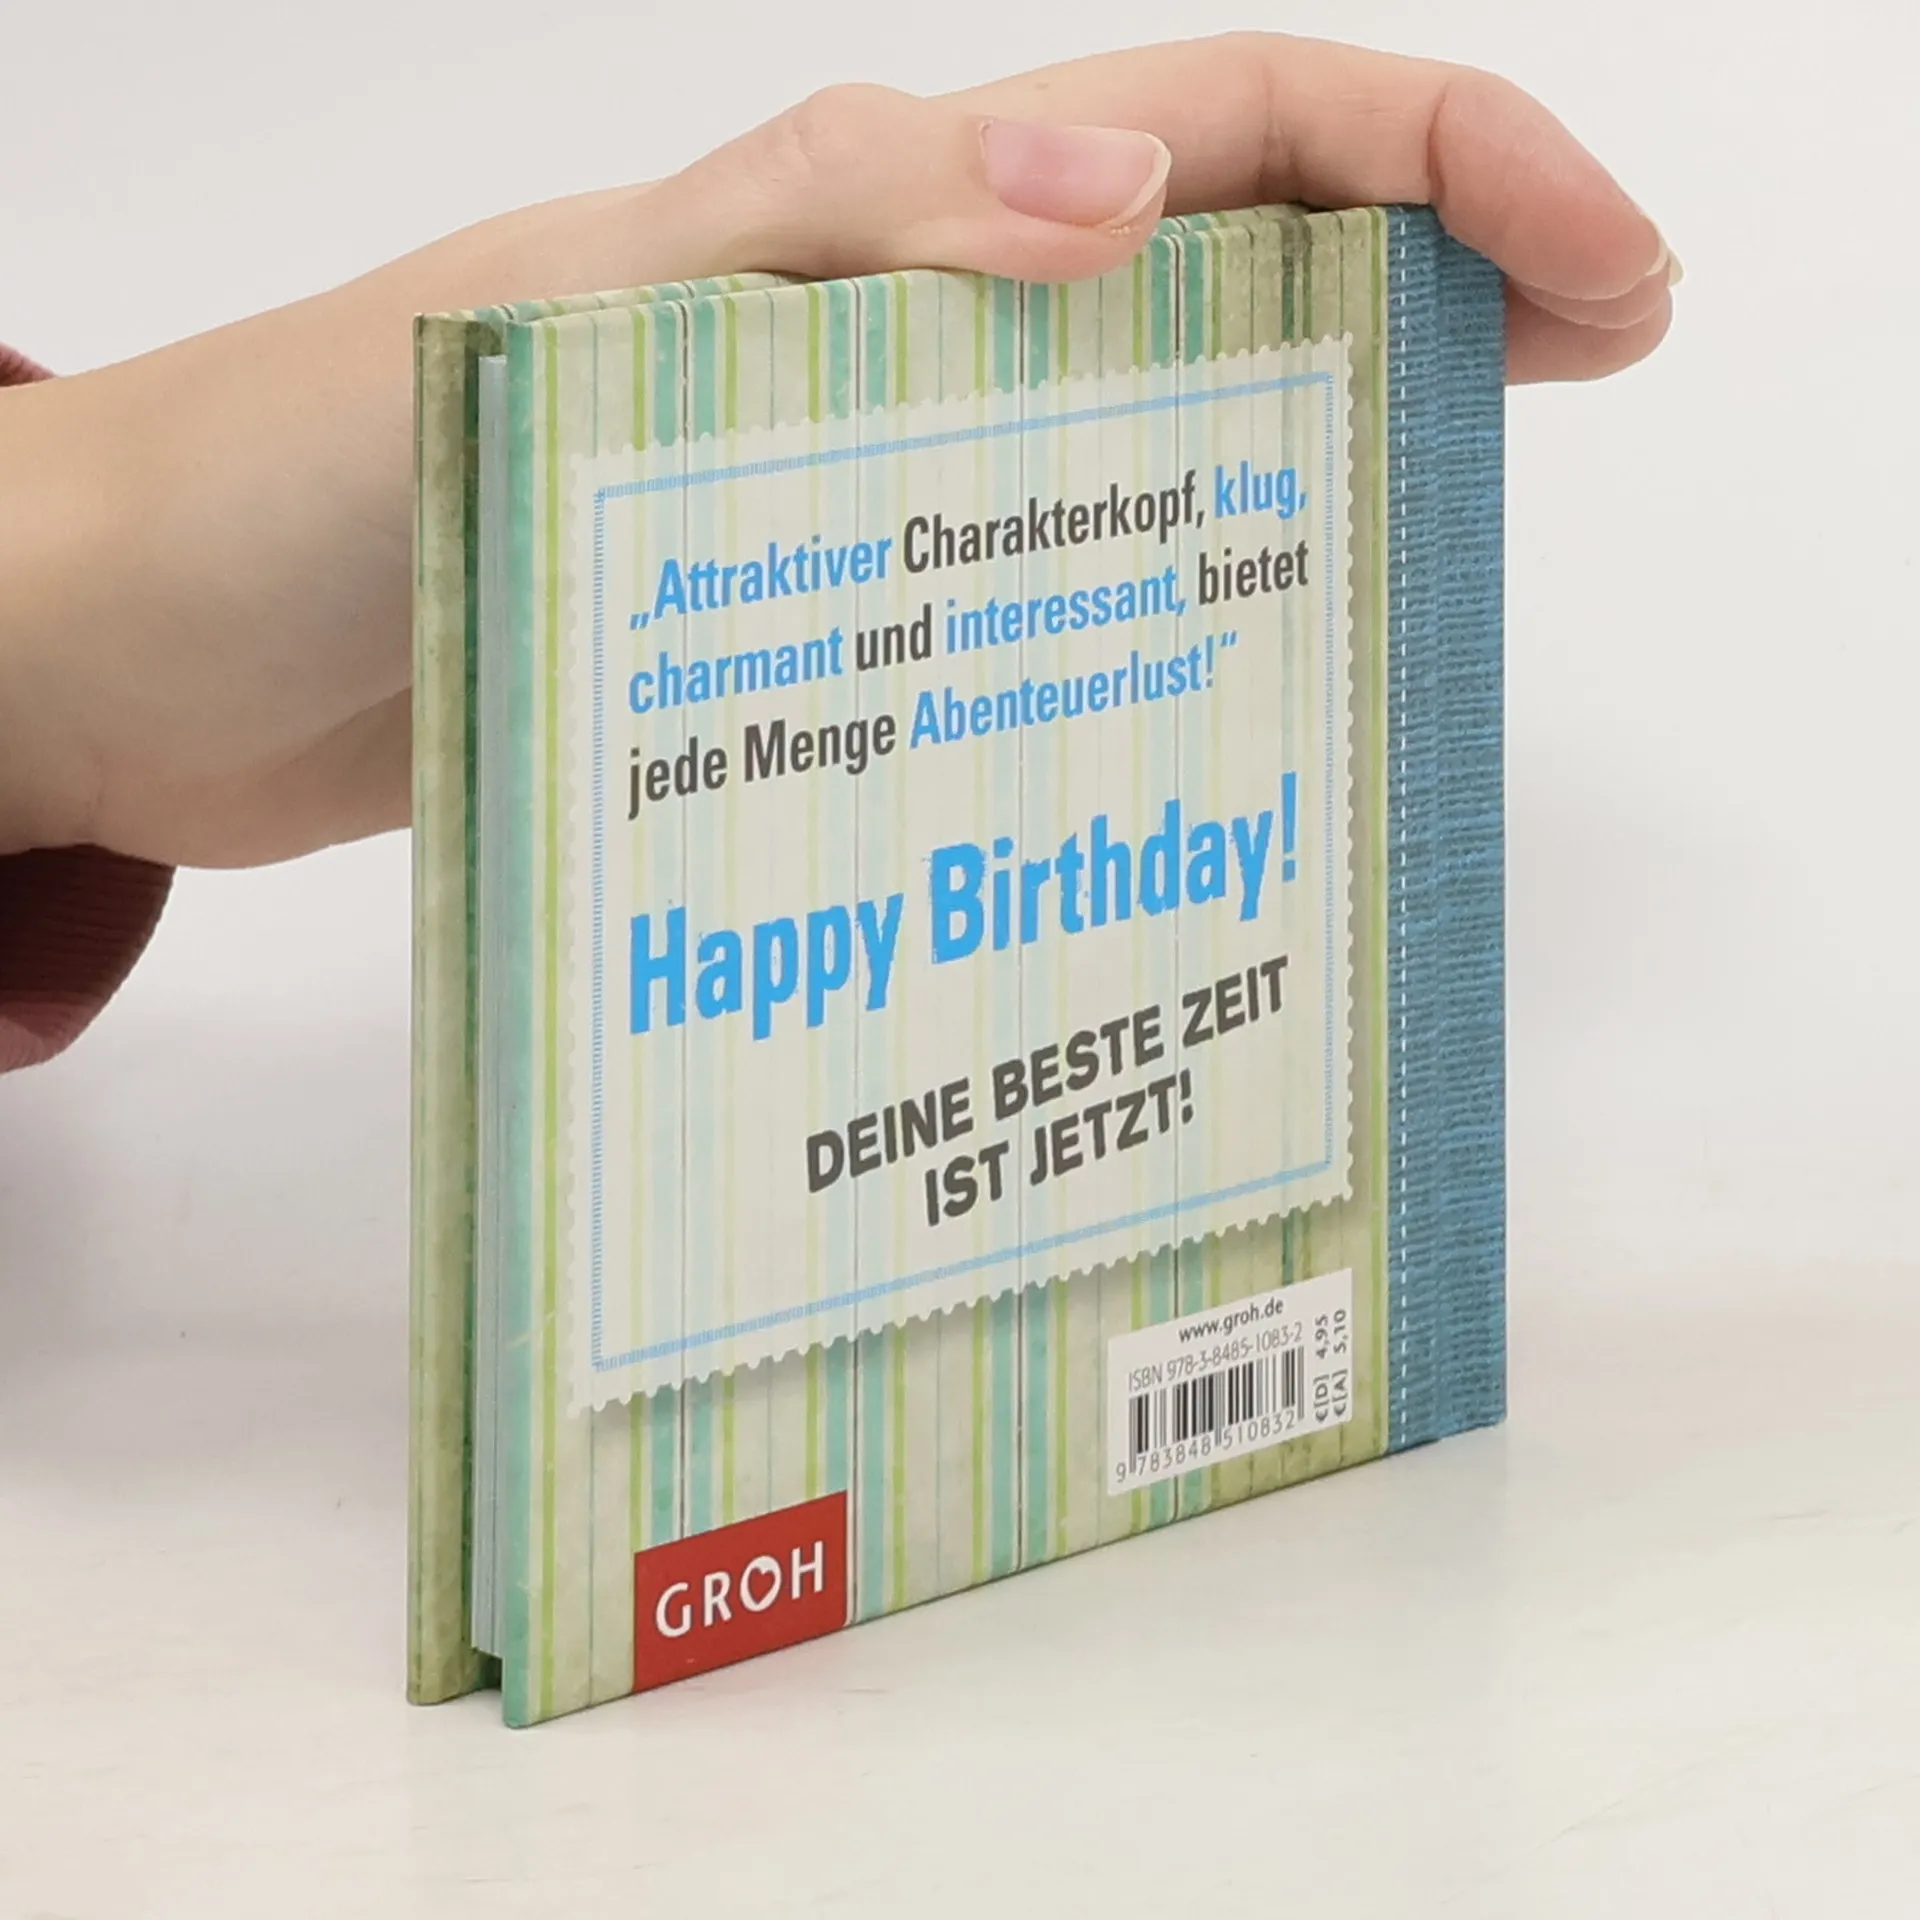 „Attraktiver Charakterkopf, klug,
charmant und interessant, bietet
jede Menge Abenteuerlust!“
Happy Birthday!
DEINE BESTE ZEIT
IST JETZT!
www.groh.de
ISBN 978-3-8485-1083-2
9 783848 510832
€[D] 4,95
€[A] 5,10
GROH